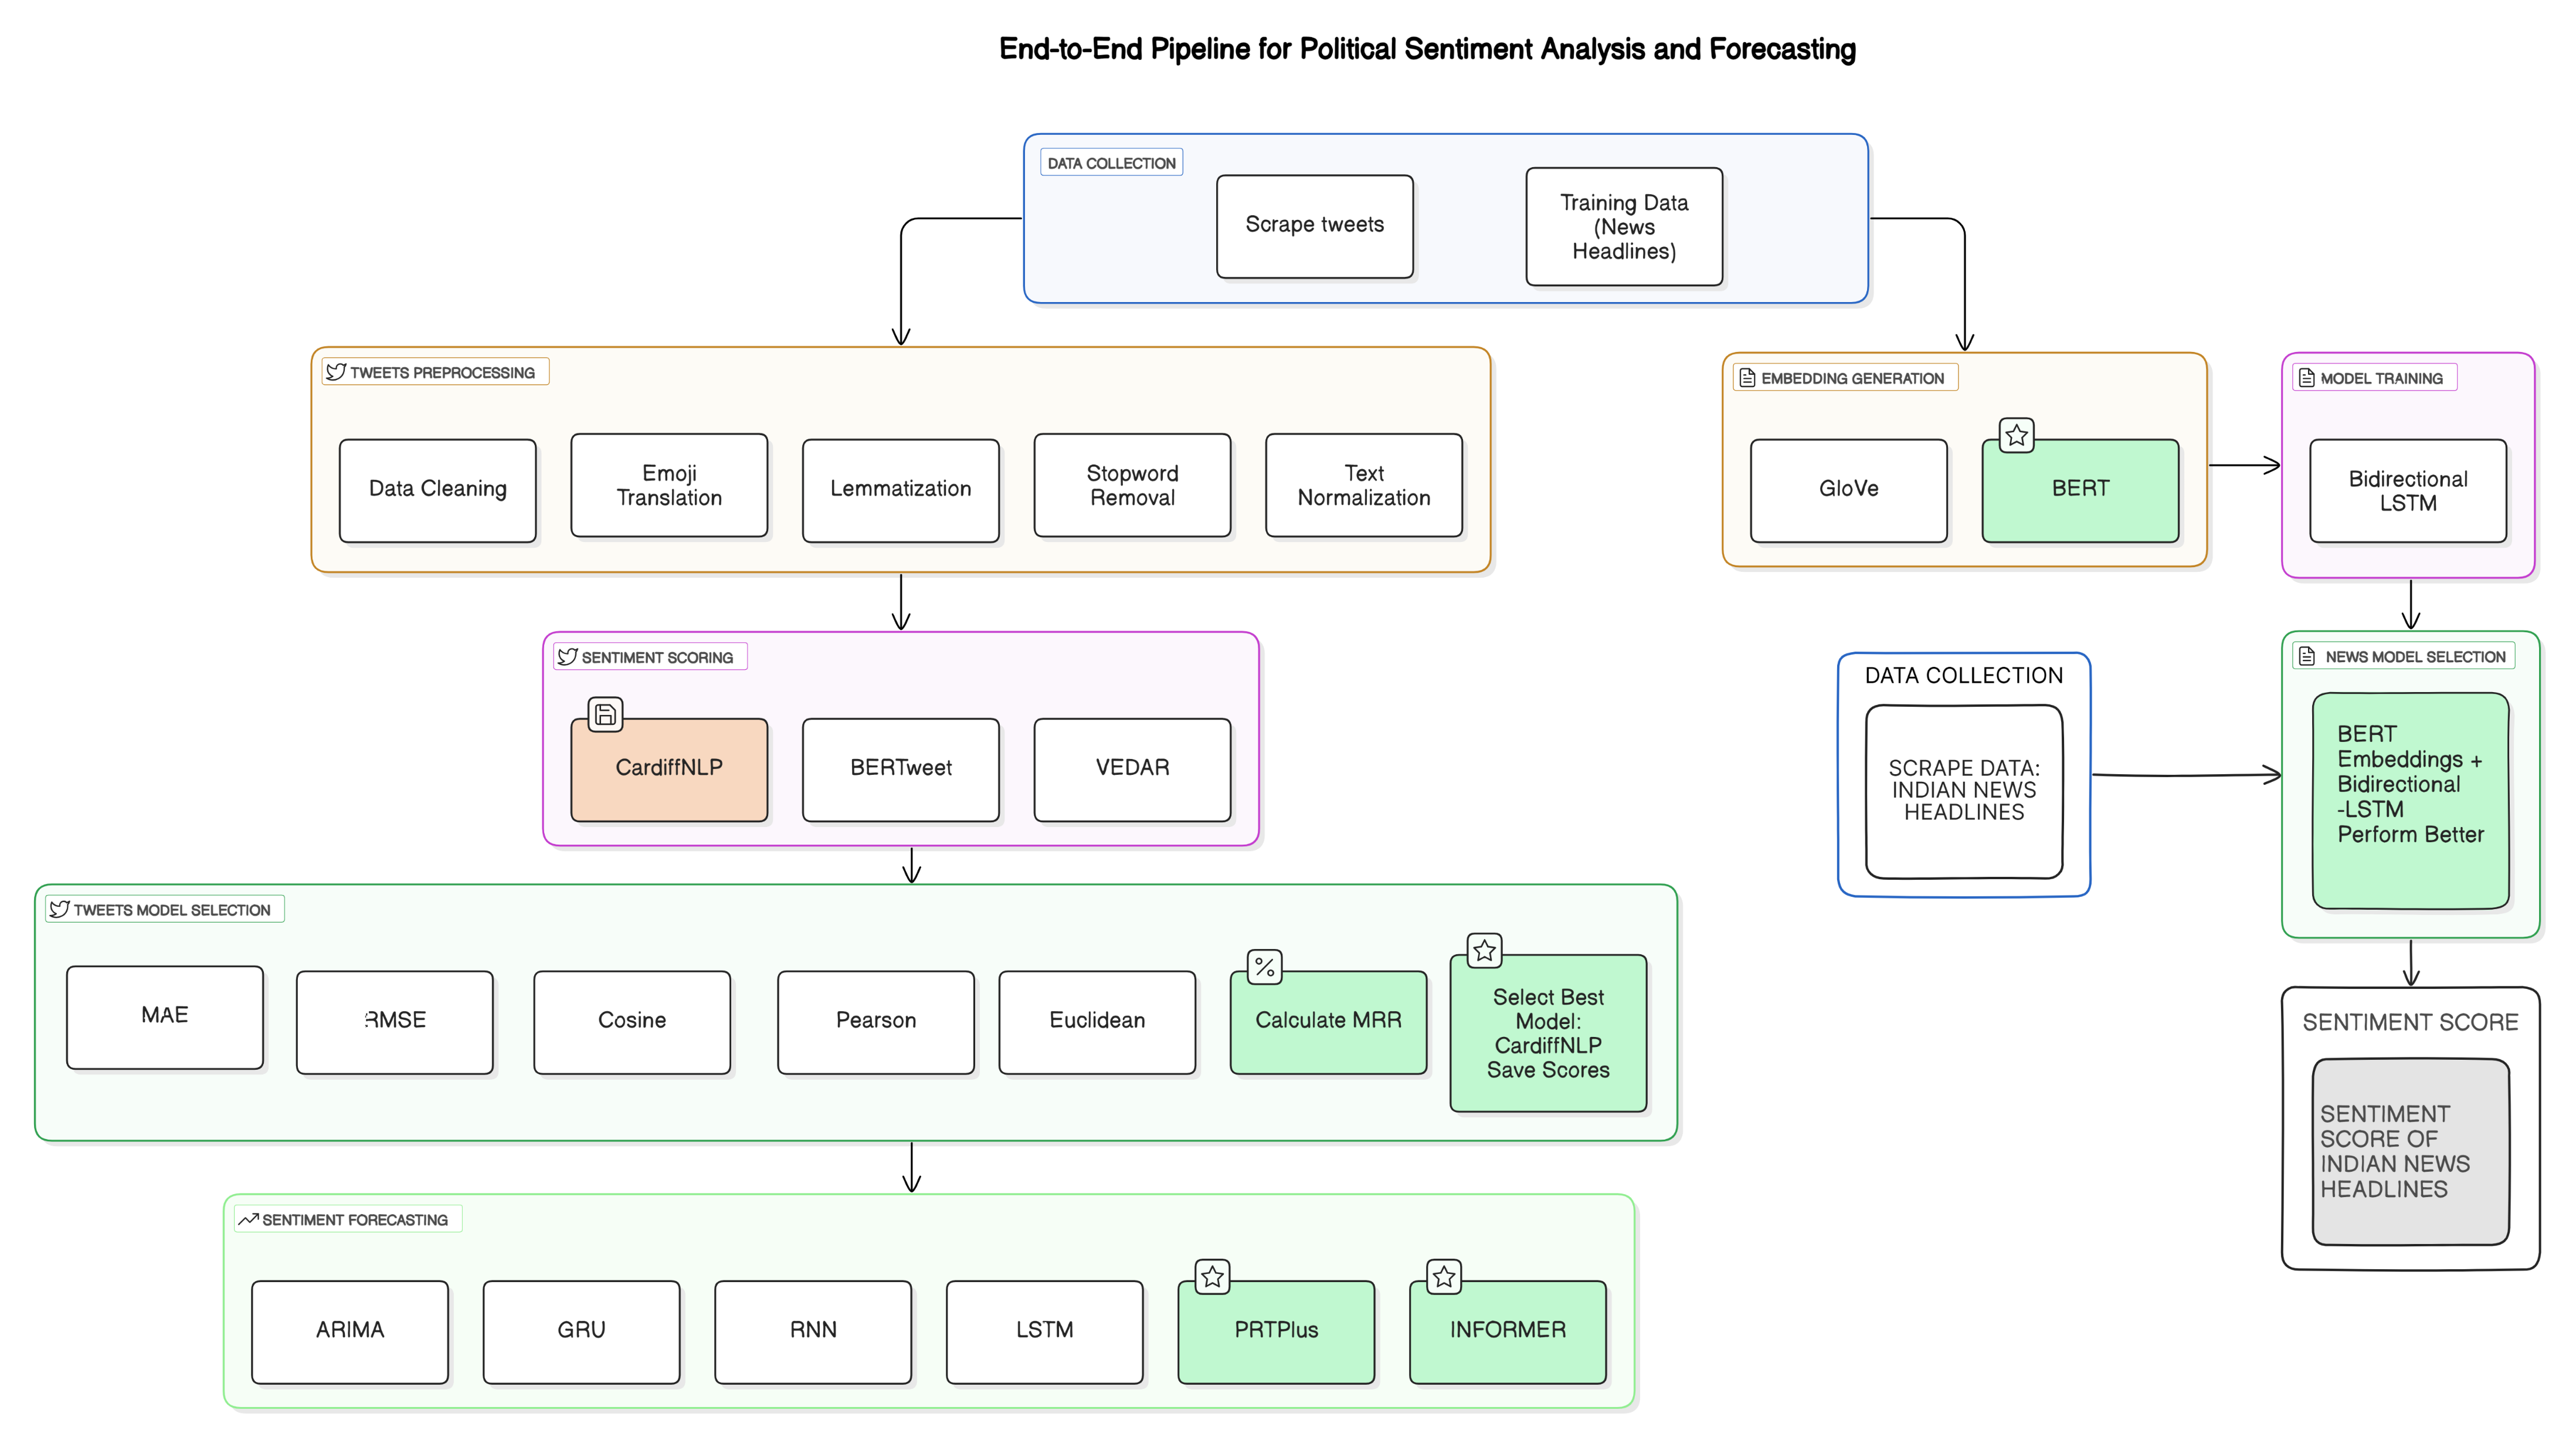 End-to-End Pipeline for Political Sentiment Analysis and Forecasting
DATA COLLECTION
Scrape tweets
Training Data
(News
Headlines)
TWEETS PREPROCESSING
Data Cleaning
Emoji
Translation
Lemmatization
Stopword
Removal
Text
Normalization
EMBEDDING GENERATION
GloVe
BERT
MODEL TRAINING
Bidirectional
LSTM
SENTIMENT SCORING
CardiffNLP
BERTweet
VEDAR
DATA COLLECTION
SCRAPE DATA:
INDIAN NEWS
HEADLINES
NEWS MODEL SELECTION
BERT
Embeddings +
Bidirectional
-LSTM
Perform Better
TWEETS MODEL SELECTION
MAE
RMSE
Cosine
Pearson
Euclidean
Calculate MRR
Select Best
Model:
CardiffNLP
Save Scores
SENTIMENT SCORE
SENTIMENT
SCORE OF
INDIAN NEWS
HEADLINES
SENTIMENT FORECASTING
ARIMA
GRU
RNN
LSTM
PRTPlus
INFORMER